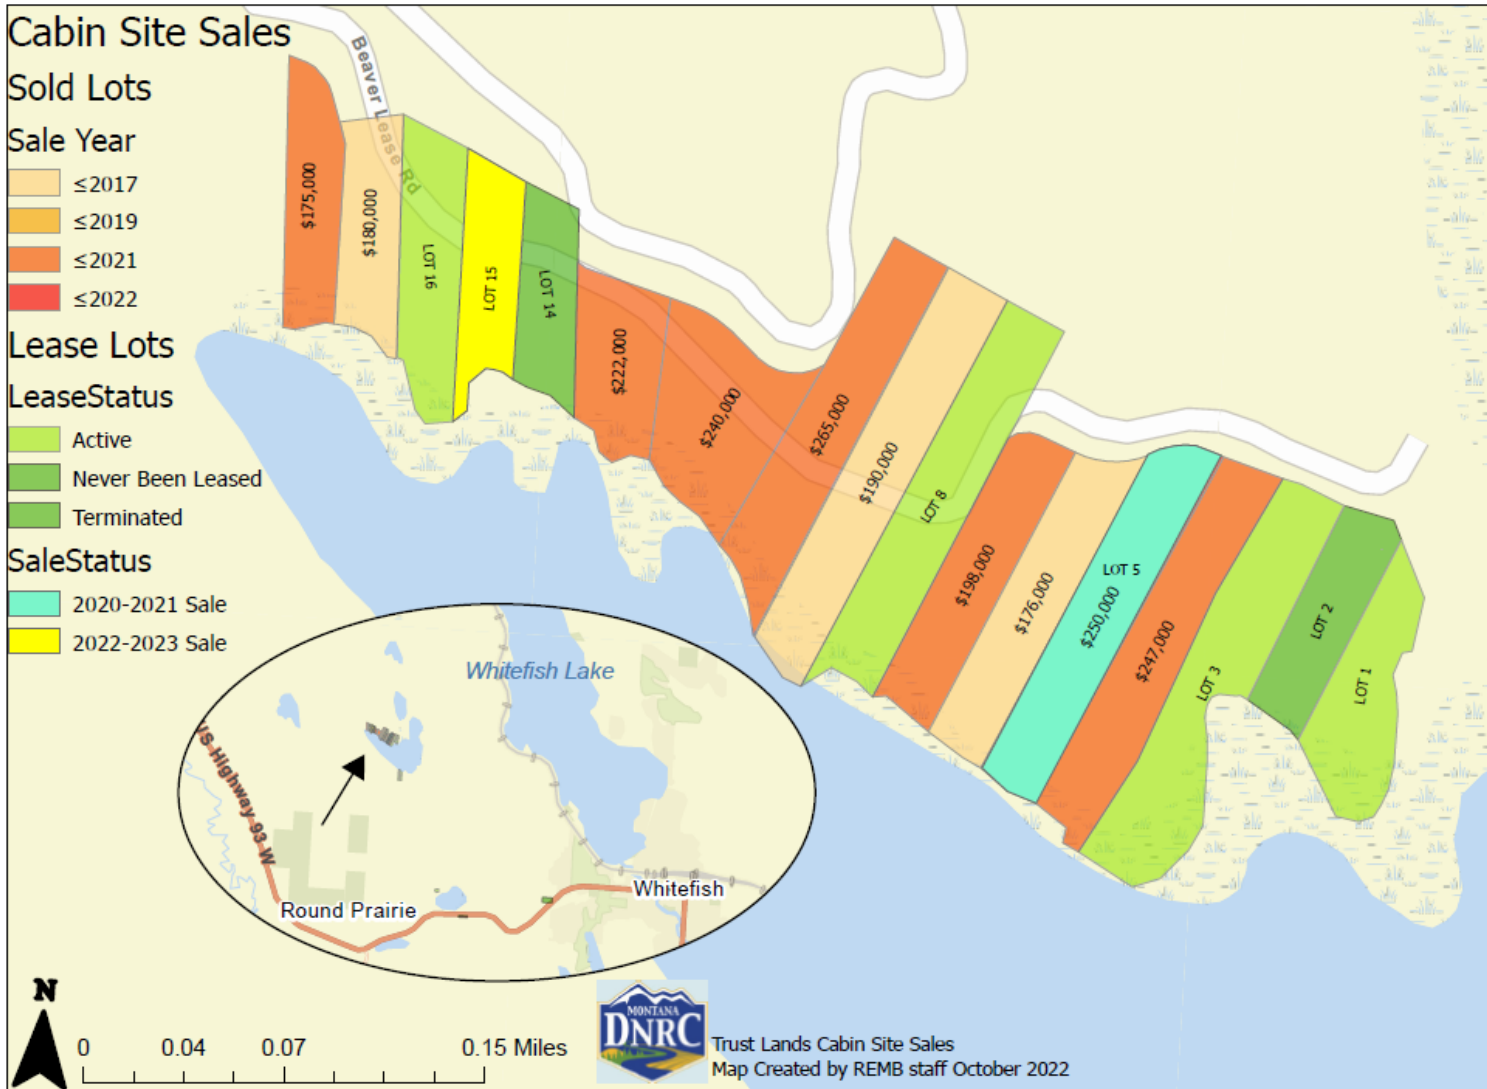 Cabin Site Sales
Sold Lots
Sale Year
≤2017
≤2019
≤2021
≤2022
Lease Lots
LeaseStatus
Active
Never Been Leased
Terminated
SaleStatus
2020-2021 Sale
2022-2023 Sale
Beaver Lease Rd
$175,000
$180,000
LOT 16
LOT 15
LOT 14
$222,000
$240,000
$265,000
$190,000
LOT 8
$198,000
$176,000
LOT 5
$250,000
$247,000
LOT 3
LOT 2
LOT 1
Whitefish Lake
US Highway 93 W
Round Prairie
Whitefish
N
0 0.04 0.07 0.15 Miles
MONTANA
DNRC
Trust Lands Cabin Site Sales
Map Created by REMB staff October 2022